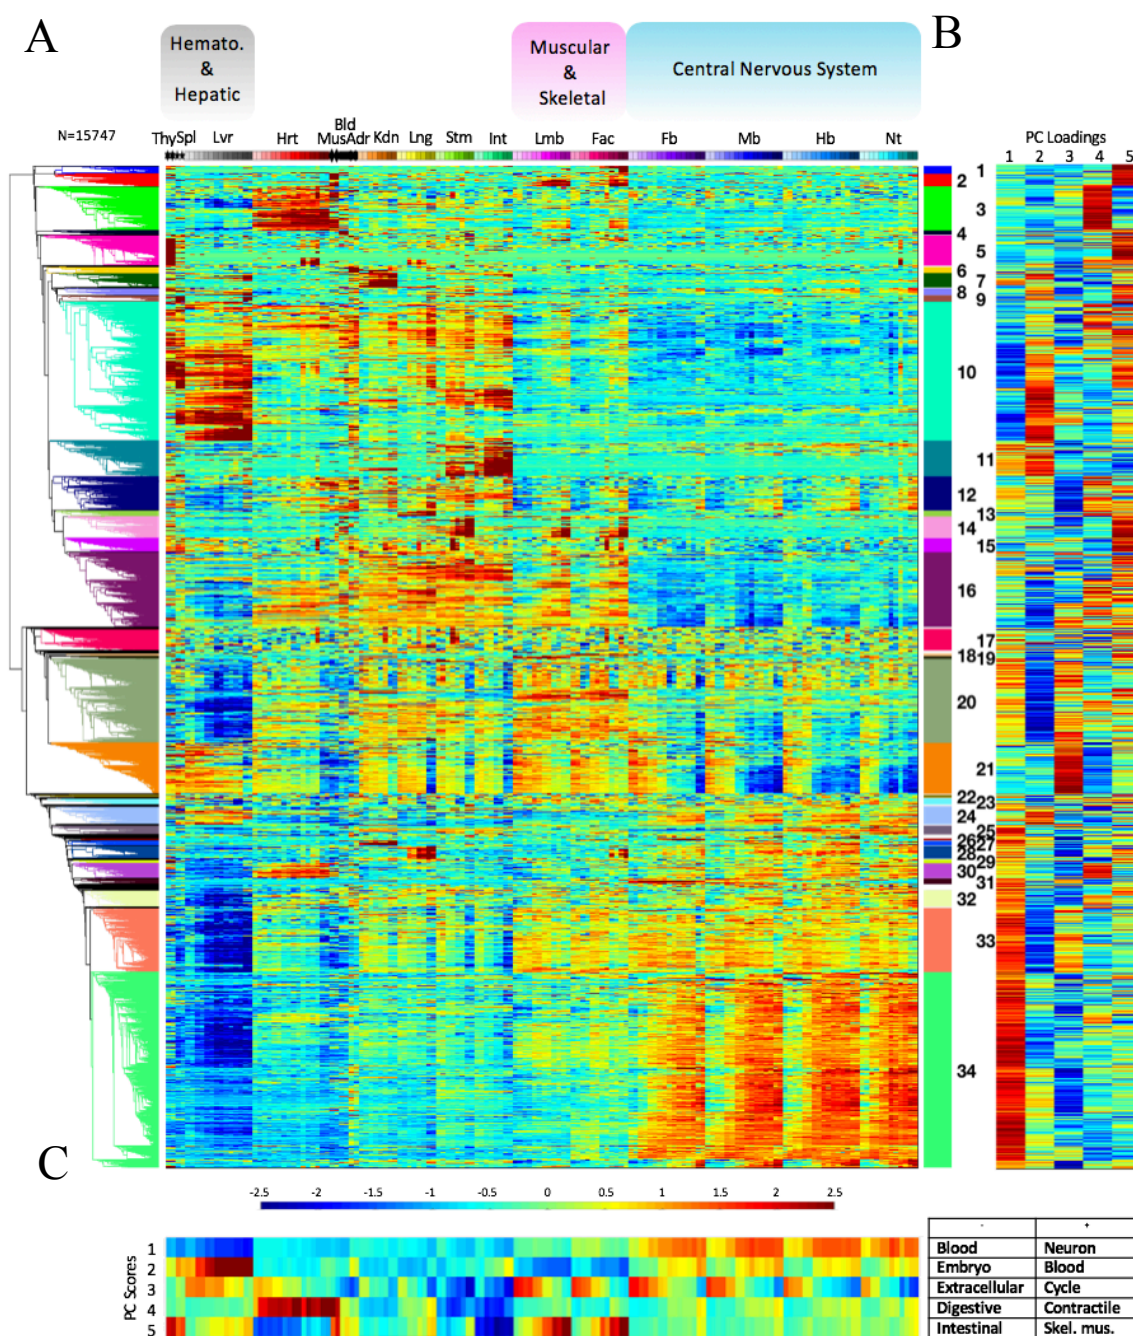 A
B
Hemato.
&
Hepatic
Muscular
&
Skeletal
Central Nervous System
N=15747
Thy Spl Lvr Hrt Mus Bld Adr Kdn Lng Stm Int Lmb Fac Fb Mb Hb Nt
PC Loadings
1 2 3 4 5
1
2
3
4
5
6
7
8
9
10
11
12
13
14
15
16
17
18
19
20
21
22
23
24
25
26
27
28
29
30
31
32
33
34
C
-2.5 -2 -1.5 -1 -0.5 0 0.5 1 1.5 2 2.5
PC Scores
1
2
3
4
5
- +
Blood Neuron
Embryo Blood
Extracellular Cycle
Digestive Contractile
Intestinal Skel. mus.